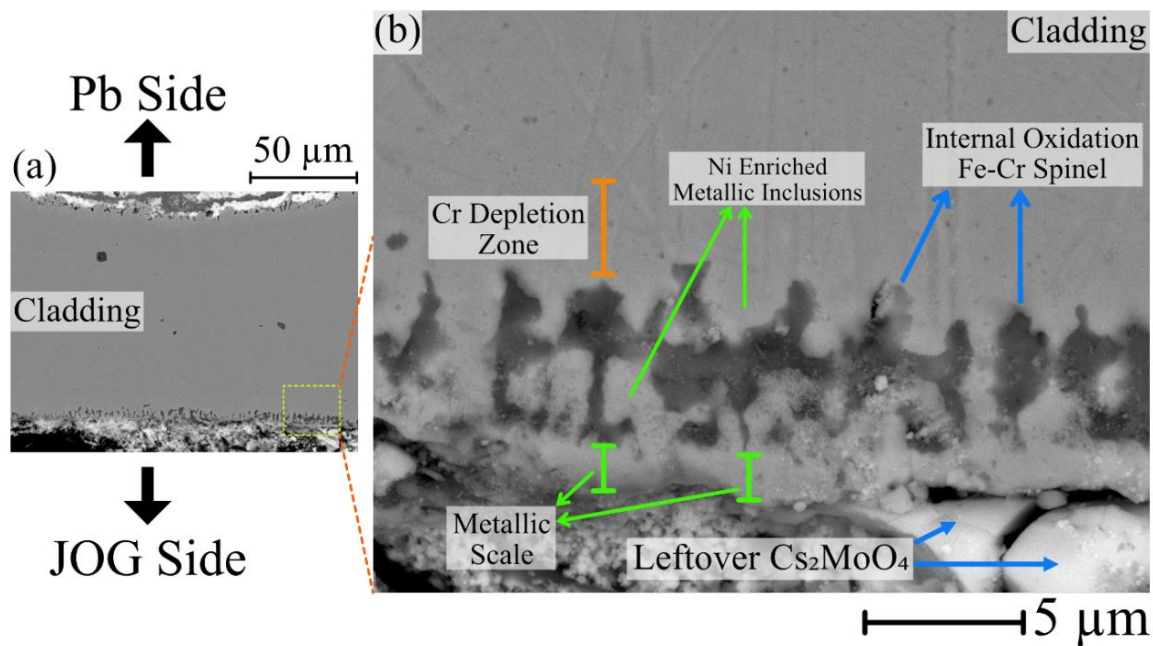 Pb Side
(a)
50 µm
Cladding
JOG Side
(b)
Cladding
Ni Enriched
Metallic Inclusions
Internal Oxidation
Fe-Cr Spinel
Cr Depletion
Zone
Metallic
Scale
Leftover Cs₂MoO₄
5 µm